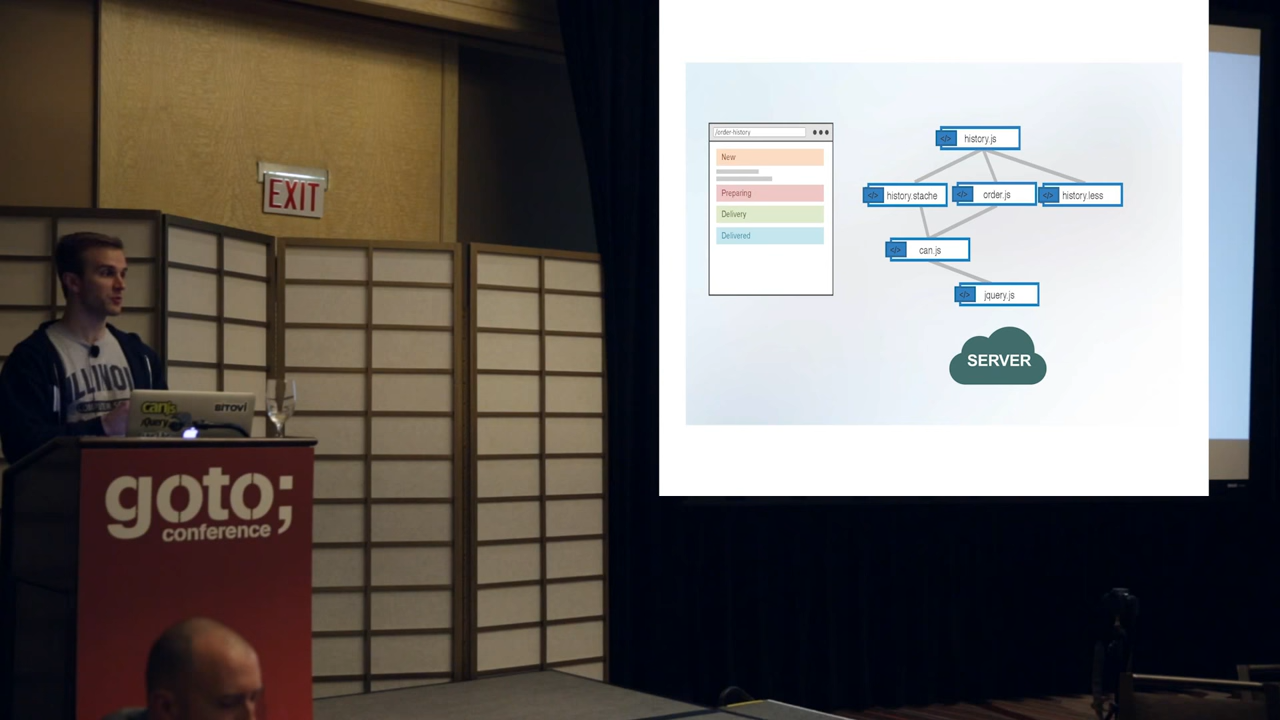 EXIT
ILLINOI
canjs
BITOVI
jQuery
goto;
conference
/order-history
New
Preparing
Delivery
Delivered
history.js
</>
history.stache
</>
order.js
</>
history.less
</>
can.js
</>
jquery.js
</>
SERVER